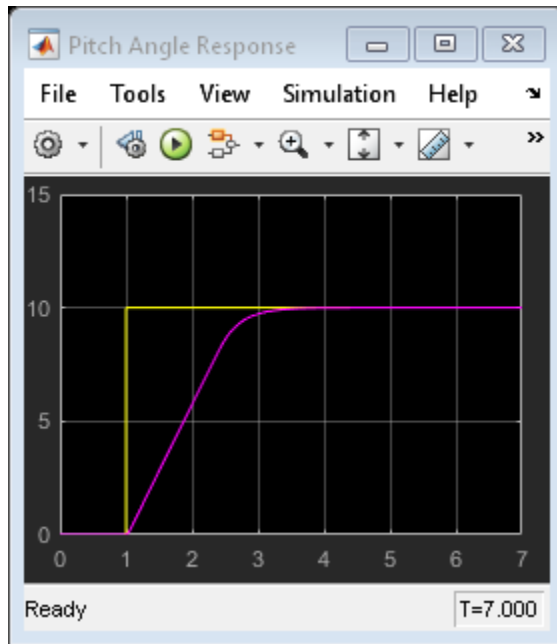 Pitch Angle Response
File Tools View Simulation Help
15
10
5
0
0 1 2 3 4 5 6 7
Ready T=7.000